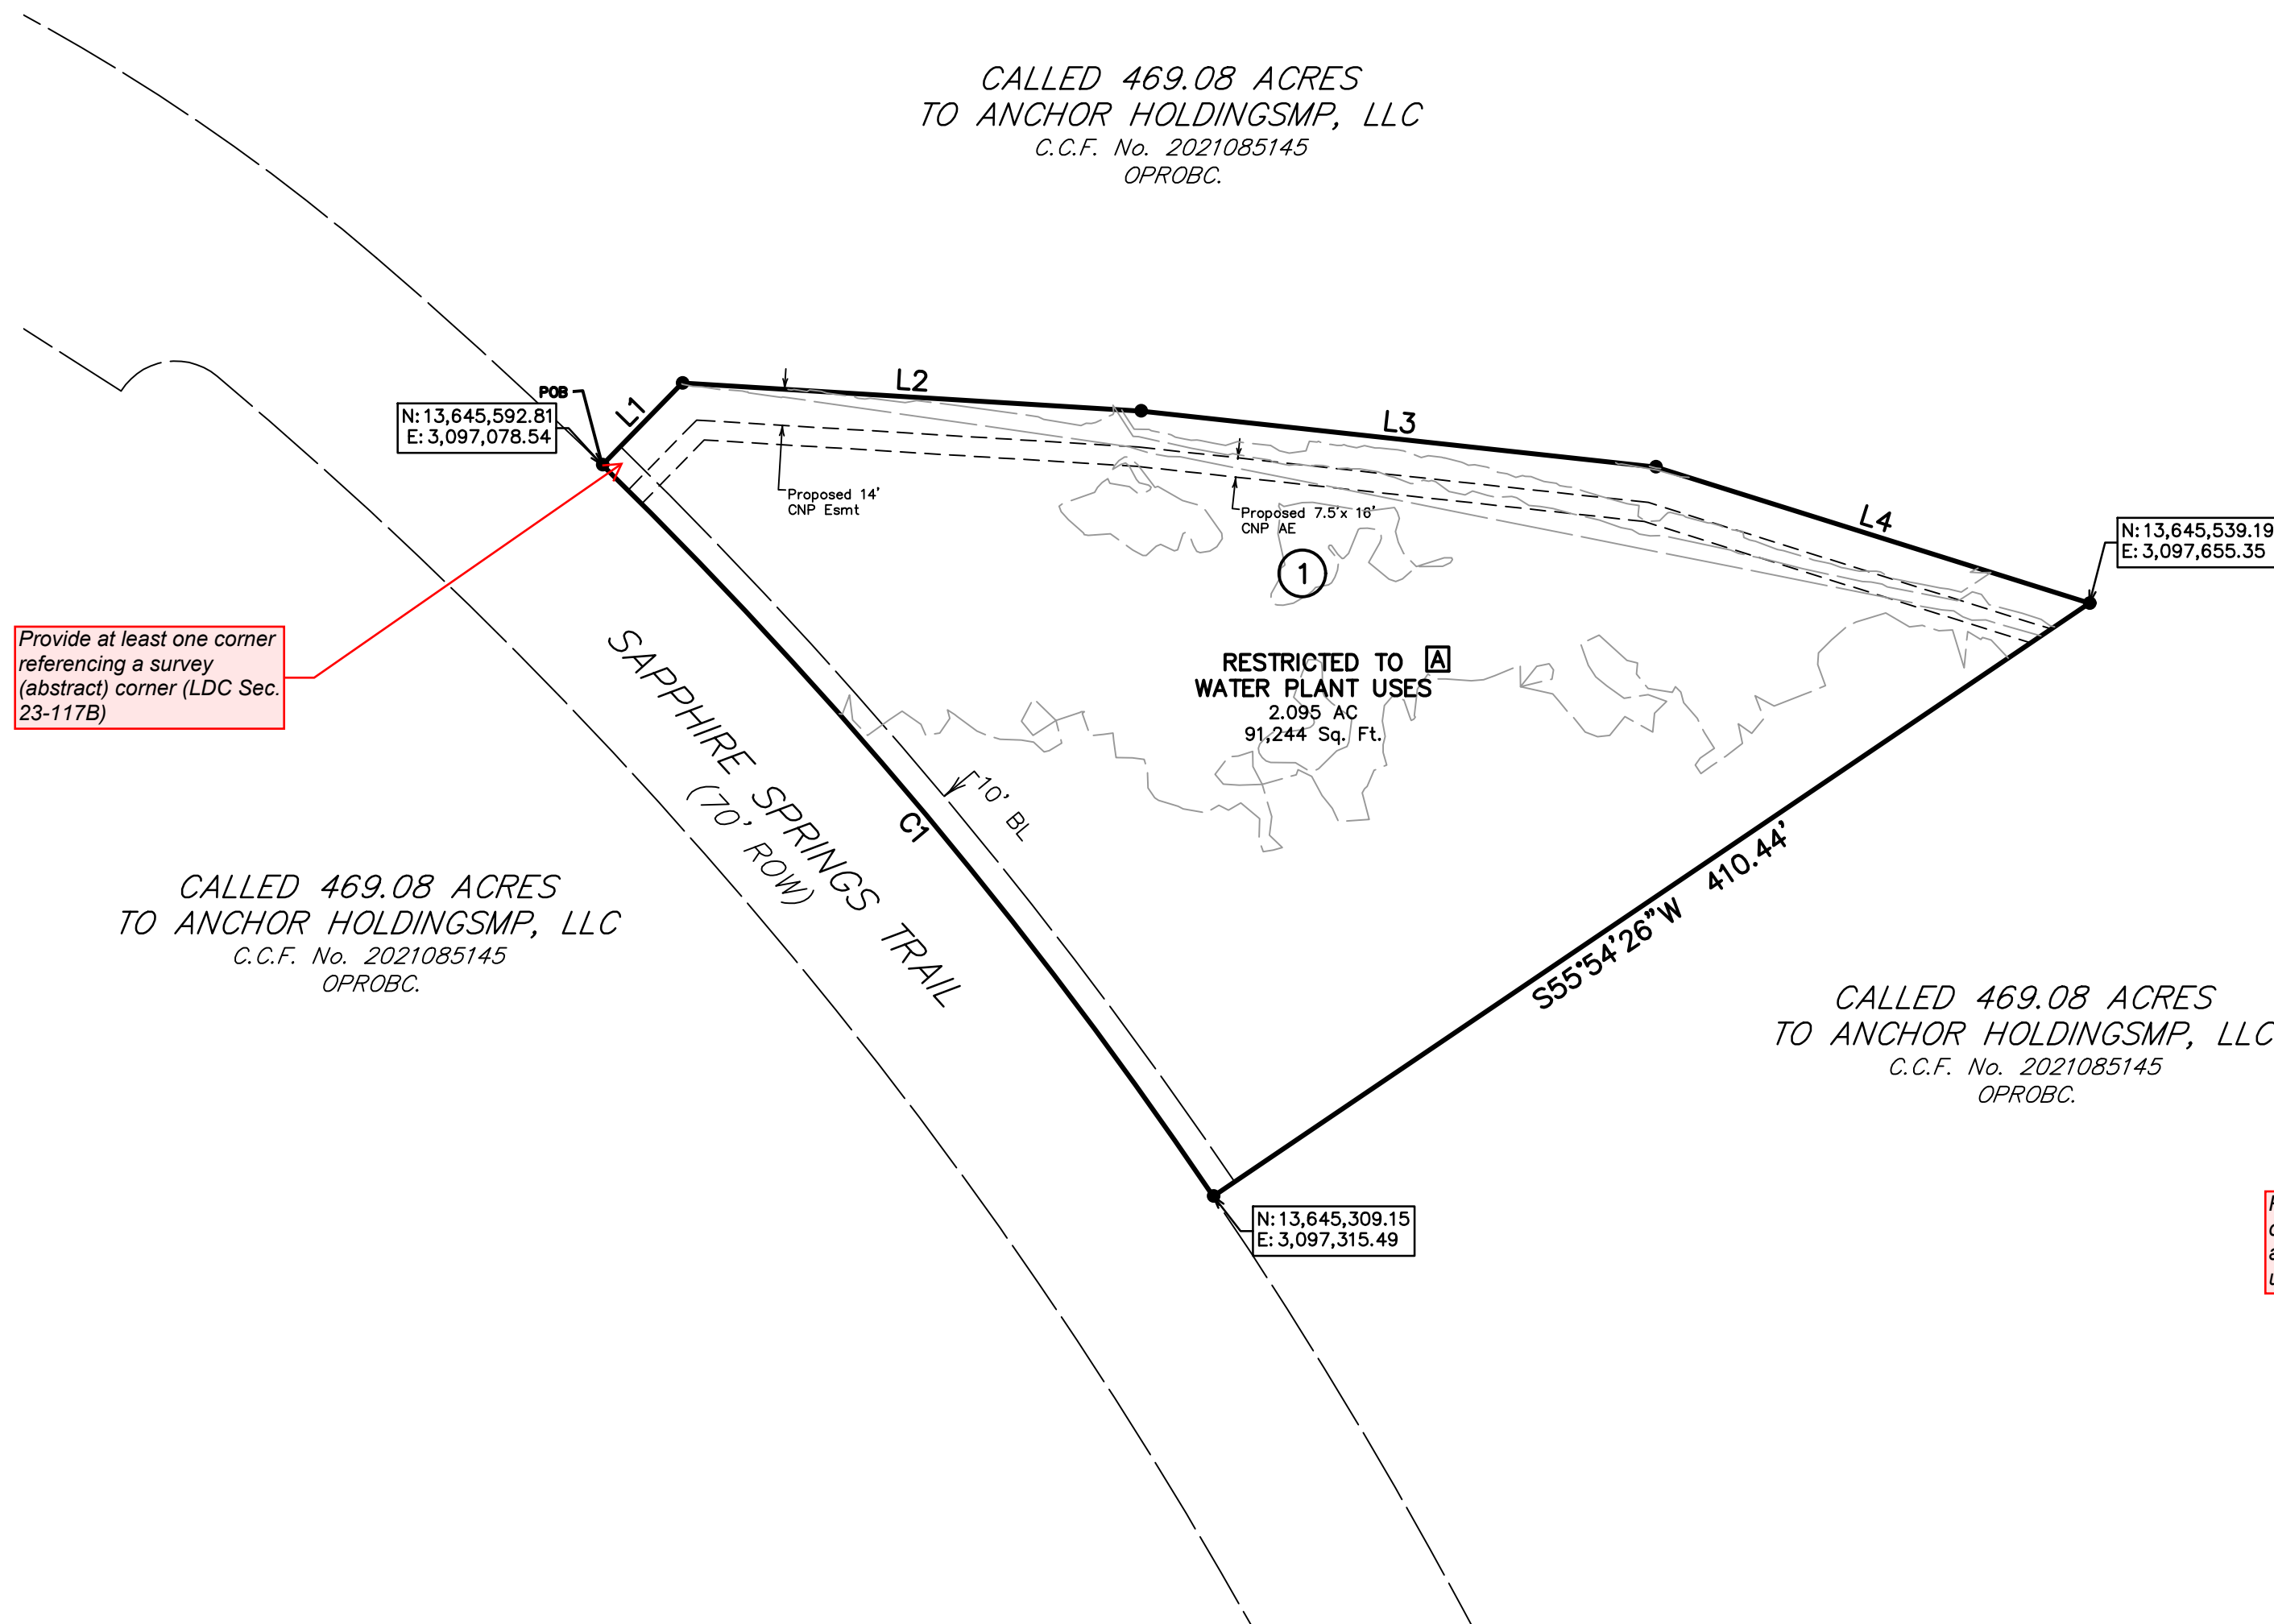 CALLED 469.08 ACRES
TO ANCHOR HOLDINGSMP, LLC
C.C.F. No. 2021085145
OPROBC.
POB
N: 13,645,592.81
E: 3,097,078.54
L1
L2
L3
L4
Proposed 14'
CNP Esmt
Proposed 7.5'x 16'
CNP AE
1
N: 13,645,539.19
E: 3,097,655.35
Provide at least one corner
referencing a survey
(abstract) corner (LDC Sec.
23-117B)
RESTRICTED TO A
WATER PLANT USES
2.095 AC
91,244 Sq. Ft.
SAPPHIRE SPRINGS TRAIL
(70' ROW)
C1
10' BL
S55°54'26"W 410.44'
CALLED 469.08 ACRES
TO ANCHOR HOLDINGSMP, LLC
C.C.F. No. 2021085145
OPROBC.
CALLED 469.08 ACRES
TO ANCHOR HOLDINGSMP, LLC
C.C.F. No. 2021085145
OPROBC.
N: 13,645,309.15
E: 3,097,315.49